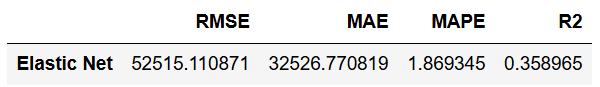 RMSE MAE MAPE R2
Elastic Net 52515.110871 32526.770819 1.869345 0.358965